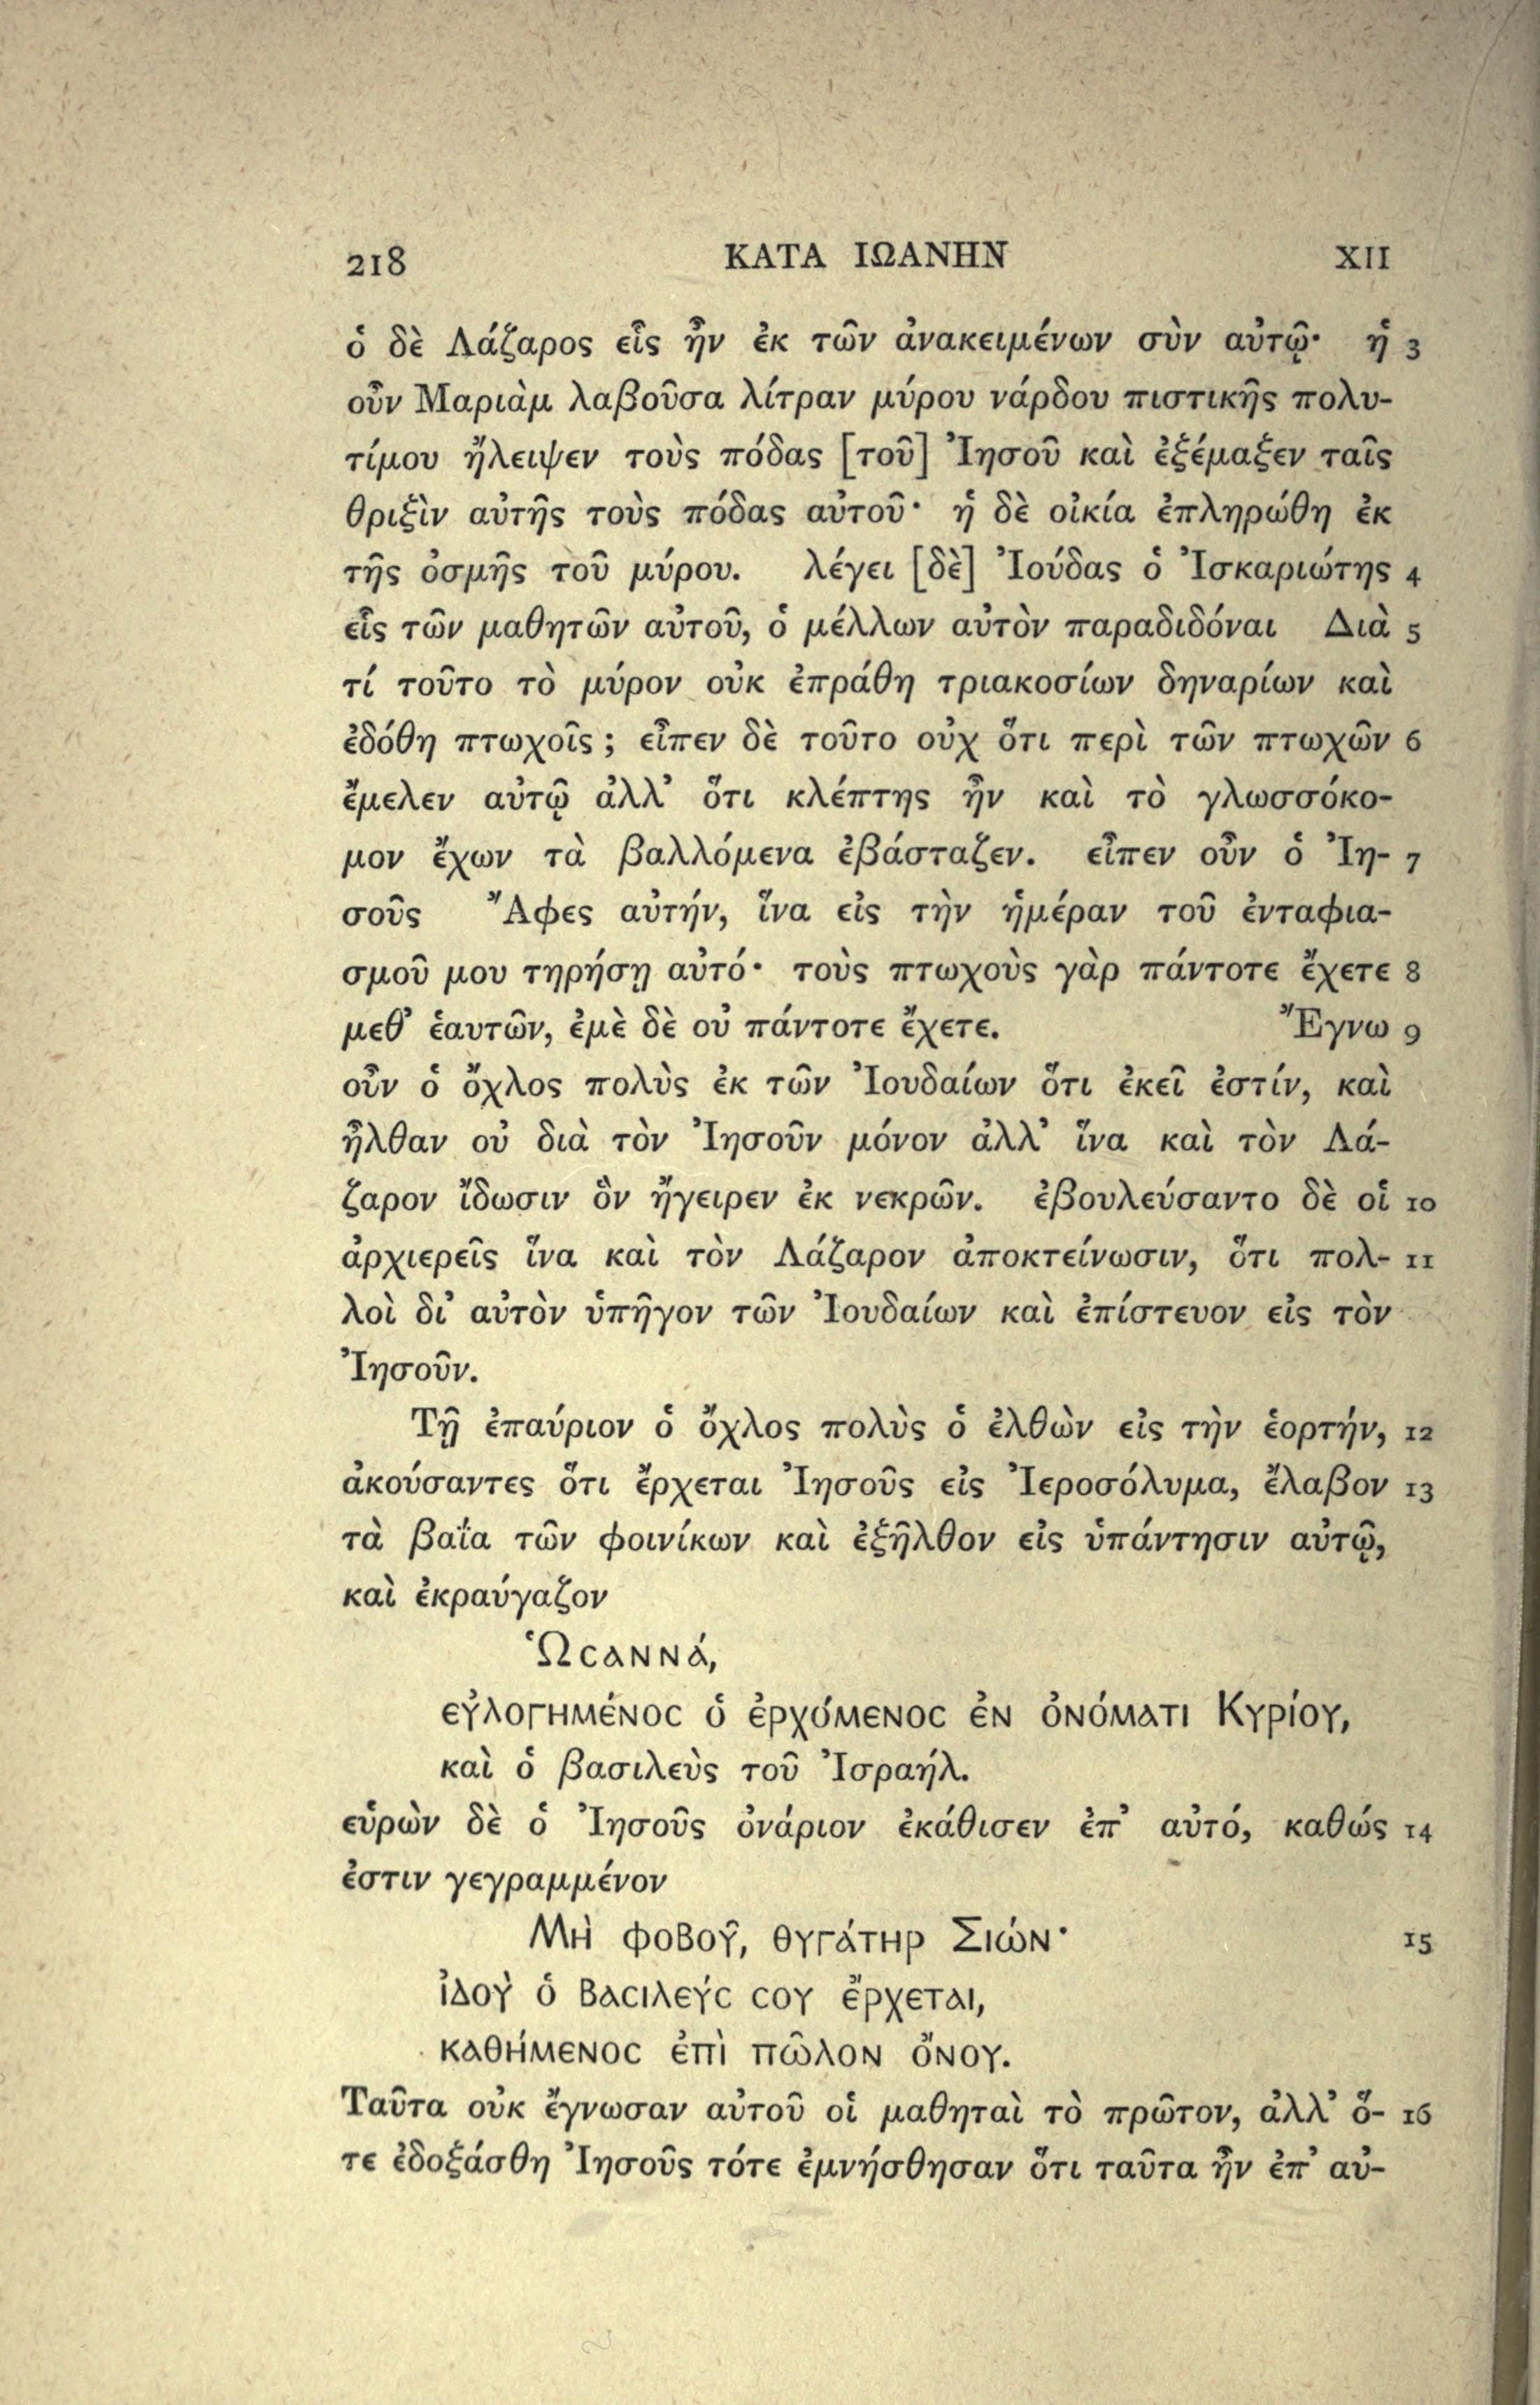 218 ΚΑΤΑ ΙΩΑΝΗΝ XII
ὁ δὲ Λάζαρος εἷς ἦν ἐκ τῶν ἀνακειμένων σὺν αὐτῷ· ἡ 3
οὖν Μαριὰμ λαβοῦσα λίτραν μύρου νάρδου πιστικῆς πολυ-
τίμου ἤλειψεν τοὺς πόδας [τοῦ] Ἰησοῦ καὶ ἐξέμαξεν ταῖς
θριξὶν αὐτῆς τοὺς πόδας αὐτοῦ· ἡ δὲ οἰκία ἐπληρώθη ἐκ
τῆς ὀσμῆς τοῦ μύρου. λέγει [δὲ] Ἰούδας ὁ Ἰσκαριώτης 4
εἷς τῶν μαθητῶν αὐτοῦ, ὁ μέλλων αὐτὸν παραδιδόναι Διὰ 5
τί τοῦτο τὸ μύρον οὐκ ἐπράθη τριακοσίων δηναρίων καὶ
ἐδόθη πτωχοῖς; εἶπεν δὲ τοῦτο οὐχ ὅτι περὶ τῶν πτωχῶν 6
ἔμελεν αὐτῷ ἀλλ’ ὅτι κλέπτης ἦν καὶ τὸ γλωσσόκο-
μον ἔχων τὰ βαλλόμενα ἐβάσταζεν. εἶπεν οὖν ὁ Ἰη- 7
σοῦς Ἄφες αὐτήν, ἵνα εἰς τὴν ἡμέραν τοῦ ἐνταφια-
σμοῦ μου τηρήσῃ αὐτό· τοὺς πτωχοὺς γὰρ πάντοτε ἔχετε 8
μεθ’ ἑαυτῶν, ἐμὲ δὲ οὐ πάντοτε ἔχετε. Ἔγνω 9
οὖν ὁ ὄχλος πολὺς ἐκ τῶν Ἰουδαίων ὅτι ἐκεῖ ἐστίν, καὶ
ἦλθαν οὐ διὰ τὸν Ἰησοῦν μόνον ἀλλ’ ἵνα καὶ τὸν Λά-
ζαρον ἴδωσιν ὃν ἤγειρεν ἐκ νεκρῶν. ἐβουλεύσαντο δὲ οἱ 10
ἀρχιερεῖς ἵνα καὶ τὸν Λάζαρον ἀποκτείνωσιν, ὅτι πολ- 11
λοὶ δι’ αὐτὸν ὑπῆγον τῶν Ἰουδαίων καὶ ἐπίστευον εἰς τὸν
Ἰησοῦν.
Τῇ ἐπαύριον ὁ ὄχλος πολὺς ὁ ἐλθὼν εἰς τὴν ἑορτήν, 12
ἀκούσαντες ὅτι ἔρχεται Ἰησοῦς εἰς Ἰεροσόλυμα, ἔλαβον 13
τὰ βαΐα τῶν φοινίκων καὶ ἐξῆλθον εἰς ὑπάντησιν αὐτῷ,
καὶ ἐκραύγαζον
Ὡσαννά,
εὐλογημένος ὁ ἐρχόμενος ἐν ὀνόματι Κυρίου,
καὶ ὁ βασιλεὺς τοῦ Ἰσραήλ.
εὑρὼν δὲ ὁ Ἰησοῦς ὀνάριον ἐκάθισεν ἐπ’ αὐτό, καθώς 14
ἐστιν γεγραμμένον
Μὴ φοβοῦ, θυγάτηρ Σιών· 15
ἰδοὺ ὁ βασιλεύς σου ἔρχεται,
καθήμενος ἐπὶ πῶλον ὄνου.
Ταῦτα οὐκ ἔγνωσαν αὐτοῦ οἱ μαθηταὶ τὸ πρῶτον, ἀλλ’ ὅ- 16
τε ἐδοξάσθη Ἰησοῦς τότε ἐμνήσθησαν ὅτι ταῦτα ἦν ἐπ’ αὐ-